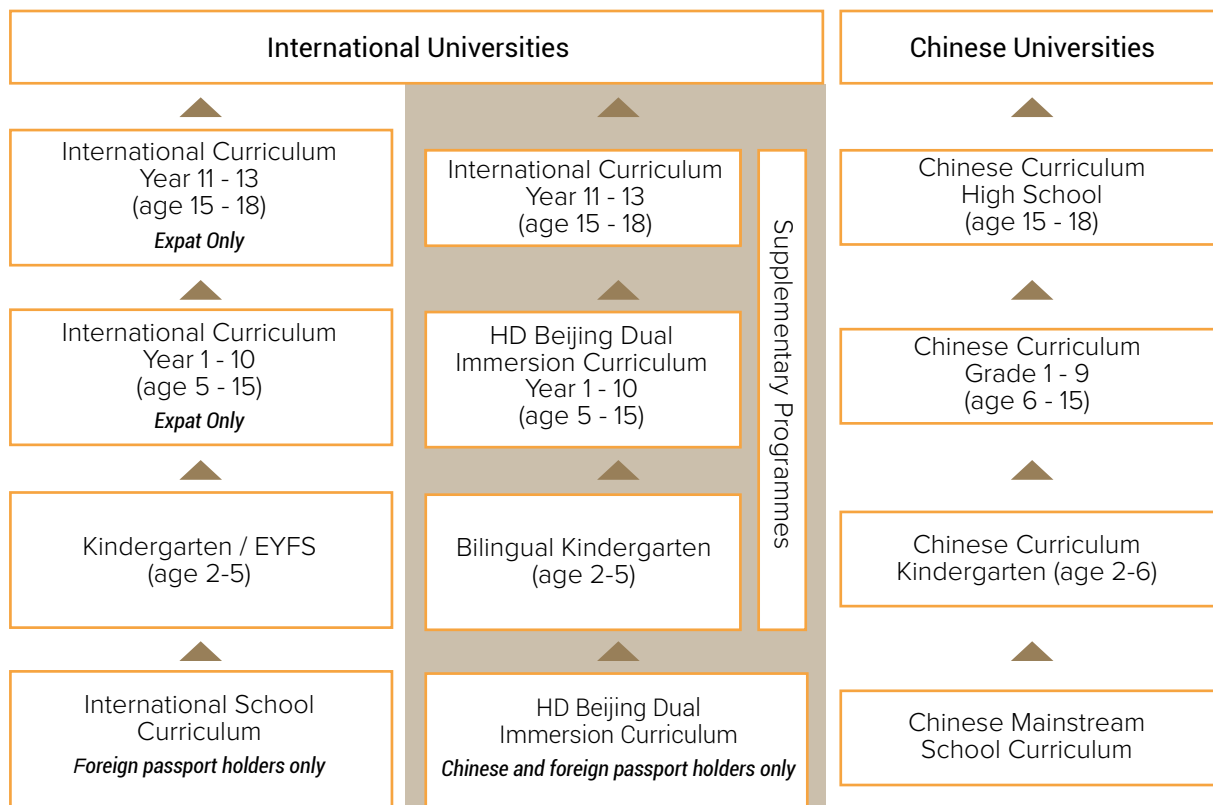 International Universities
Chinese Universities
International Curriculum
Year 11 - 13
(age 15 - 18)
Expat Only
International Curriculum
Year 11 - 13
(age 15 - 18)
Supplementary Programmes
Chinese Curriculum
High School
(age 15 - 18)
International Curriculum
Year 1 - 10
(age 5 - 15)
Expat Only
HD Beijing Dual
Immersion Curriculum
Year 1 - 10
(age 5 - 15)
Chinese Curriculum
Grade 1 - 9
(age 6 - 15)
Kindergarten / EYFS
(age 2-5)
Bilingual Kindergarten
(age 2-5)
Chinese Curriculum
Kindergarten (age 2-6)
International School
Curriculum
Foreign passport holders only
HD Beijing Dual
Immersion Curriculum
Chinese and foreign passport holders only
Chinese Mainstream
School Curriculum